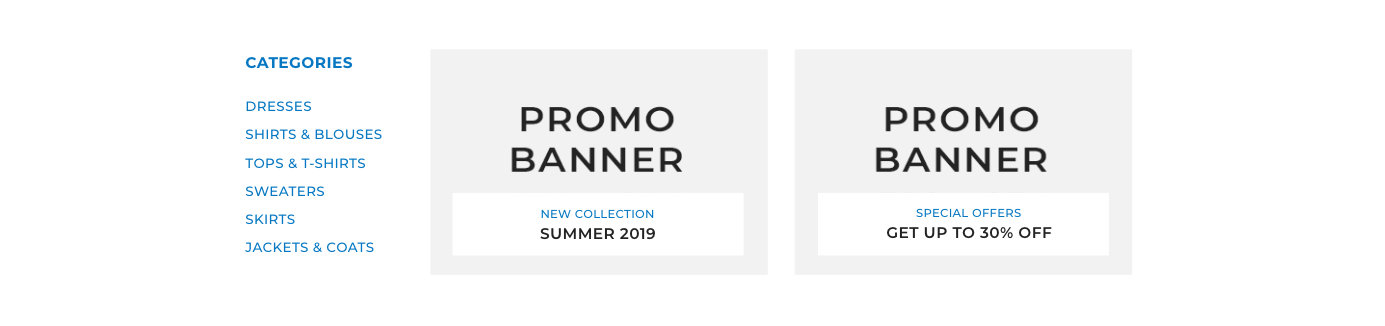 CATEGORIES
DRESSES
SHIRTS & BLOUSES
TOPS & T-SHIRTS
SWEATERS
SKIRTS
JACKETS & COATS
PROMO
BANNER
NEW COLLECTION
SUMMER 2019
PROMO
BANNER
SPECIAL OFFERS
GET UP TO 30% OFF